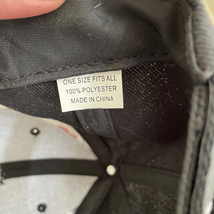 ONE SIZE FITS ALL
100% POLYESTER
MADE IN CHINA